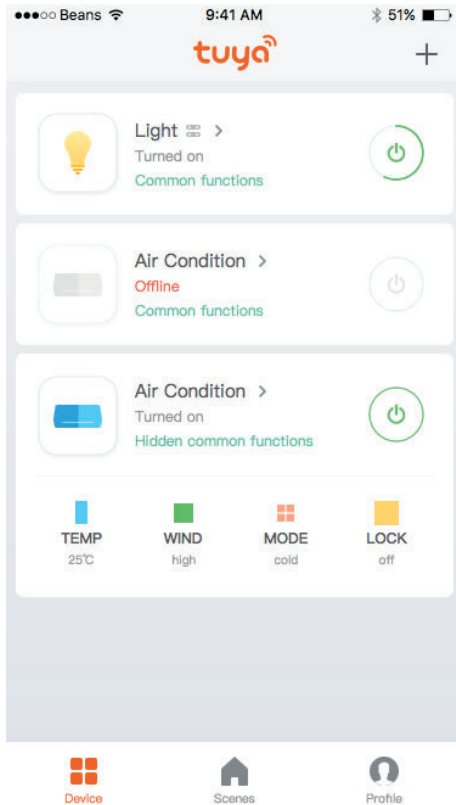 Beans 9:41 AM 51%
tuya
Light
Turned on
Common functions
Air Condition
Offline
Common functions
Air Condition
Turned on
Hidden common functions
TEMP WIND MODE LOCK
25℃ high cold off
Device Scenes Profile